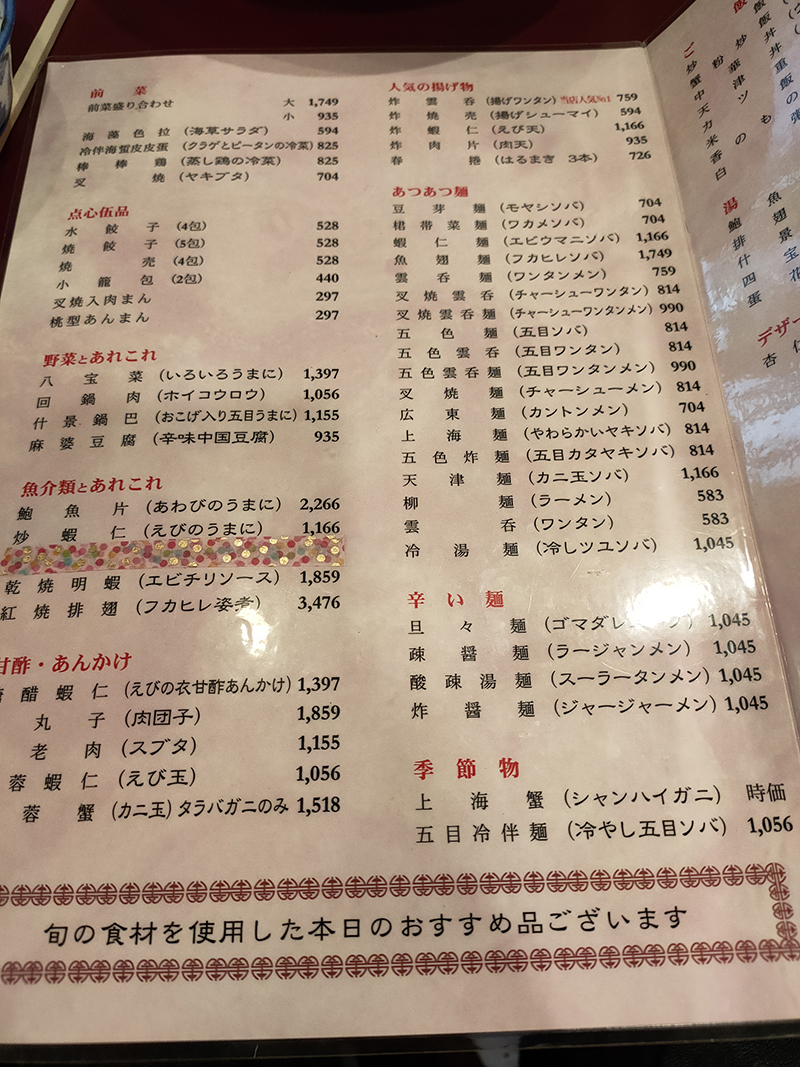 前菜
前菜盛り合わせ 大 1,749
小 935
海藻色拉 (海草サラダ) 594
冷伴海蜇皮皮蛋 (クラゲとピータンの冷菜) 825
棒棒鶏 (蒸し鶏の冷菜) 825
叉焼 (ヤキブタ) 704
点心伍品
水餃子 (4包) 528
焼餃子 (5包) 528
焼売 (4包) 528
小籠包 (2包) 440
叉焼入肉まん 297
桃型あんまん 297
野菜とあれこれ
八宝菜 (いろいろうまに) 1,397
回鍋肉 (ホイコウロウ) 1,056
什景鍋巴 (おこげ入り五目うまに) 1,155
麻婆豆腐 (辛味中国豆腐) 935
魚介類とあれこれ
鮑魚片 (あわびのうまに) 2,266
炒蝦仁 (えびのうまに) 1,166
乾焼明蝦 (エビチリソース) 1,859
紅焼排翅 (フカヒレ姿煮) 3,476
甘酢・あんかけ
醋蝦仁 (えびの衣甘酢あんかけ) 1,397
丸子 (肉団子) 1,859
老肉 (スブタ) 1,155
蓉蝦仁 (えび玉) 1,056
蓉蟹 (カニ玉) タラバガニのみ 1,518
人気の揚げ物
炸雲呑 (揚げワンタン) 当店人気No1 759
炸焼売 (揚げシューマイ) 594
炸蝦仁 (えび天) 1,166
炸肉片 (肉天) 935
春捲 (はるまき 3本) 726
あつあつ麺
豆芽麺 (モヤシソバ) 704
裙帯菜麺 (ワカメソバ) 704
蝦仁麺 (エビウマニソバ) 1,166
魚翅麺 (フカヒレソバ) 1,749
雲呑麺 (ワンタンメン) 759
叉焼雲呑 (チャーシューワンタン) 814
叉焼雲呑麺 (チャーシューワンタンメン) 990
五色麺 (五目ソバ) 814
五色雲呑 (五目ワンタン) 814
五色雲呑麺 (五目ワンタンメン) 990
叉焼麺 (チャーシューメン) 814
広東麺 (カントンメン) 704
上海麺 (やわらかいヤキソバ) 814
五色炸麺 (五目カタヤキソバ) 814
天津麺 (カニ玉ソバ) 1,166
柳麺 (ラーメン) 583
雲呑 (ワンタン) 583
冷湯麺 (冷しツユソバ) 1,045
辛い麺
旦々麺 (ゴマダレ 1,045
疎醤麺 (ラージャンメン) 1,045
酸疎湯麺 (スーラータンメン) 1,045
炸醤麺 (ジャージャーメン) 1,045
季節物
上海蟹 (シャンハイガニ) 時価
五目冷伴麺 (冷やし五目ソバ) 1,056
旬の食材を使用した本日のおすすめ品ございます